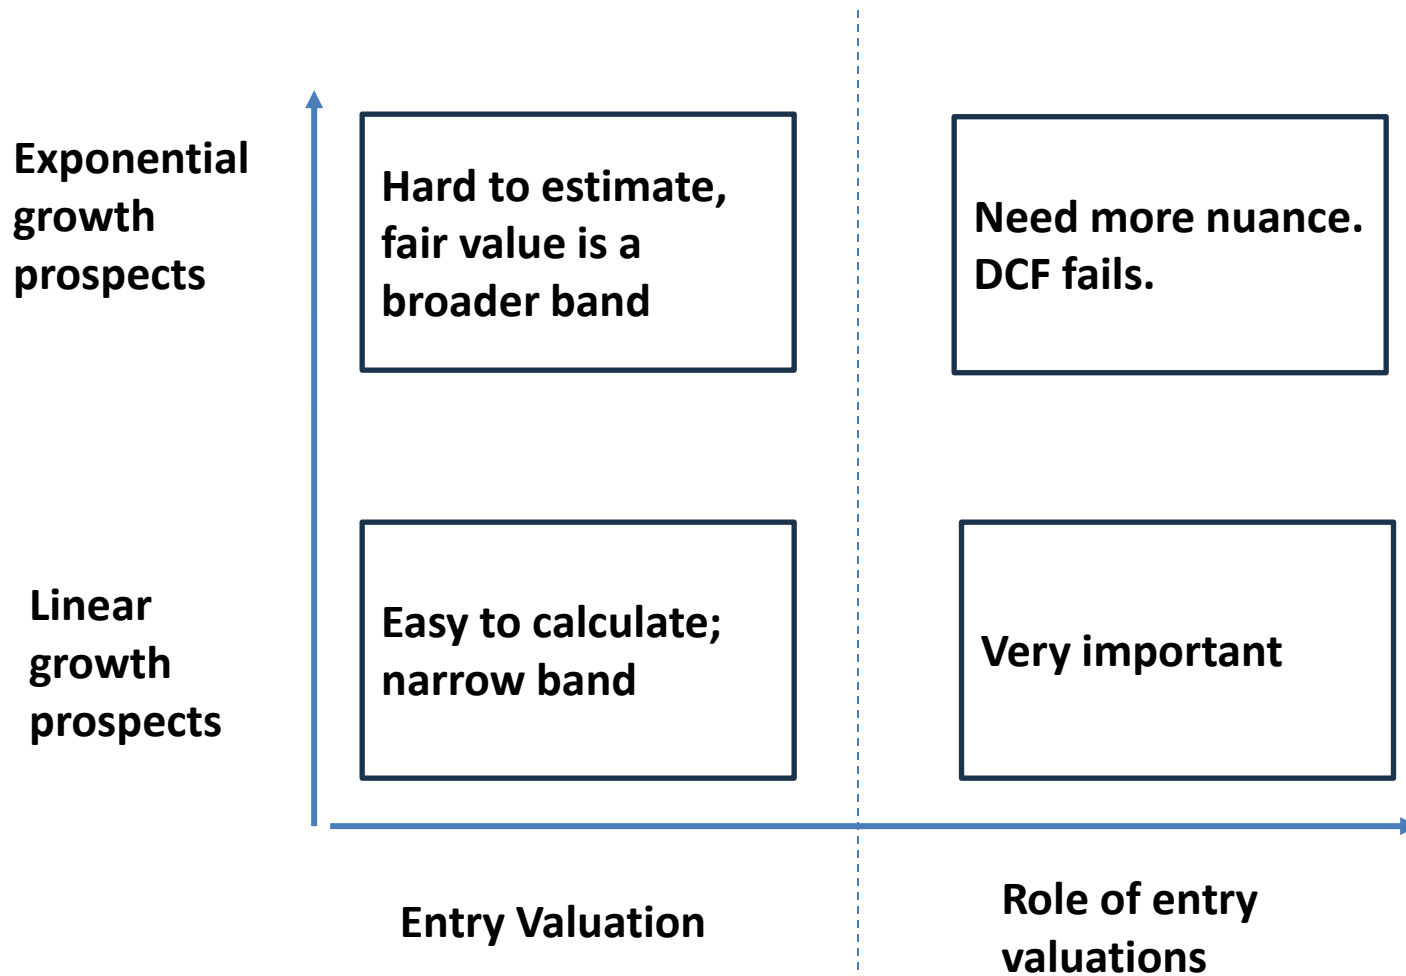 Exponential
growth
prospects
Hard to estimate,
fair value is a
broader band
Need more nuance.
DCF fails.
Linear
growth
prospects
Easy to calculate;
narrow band
Very important
Entry Valuation
Role of entry
valuations